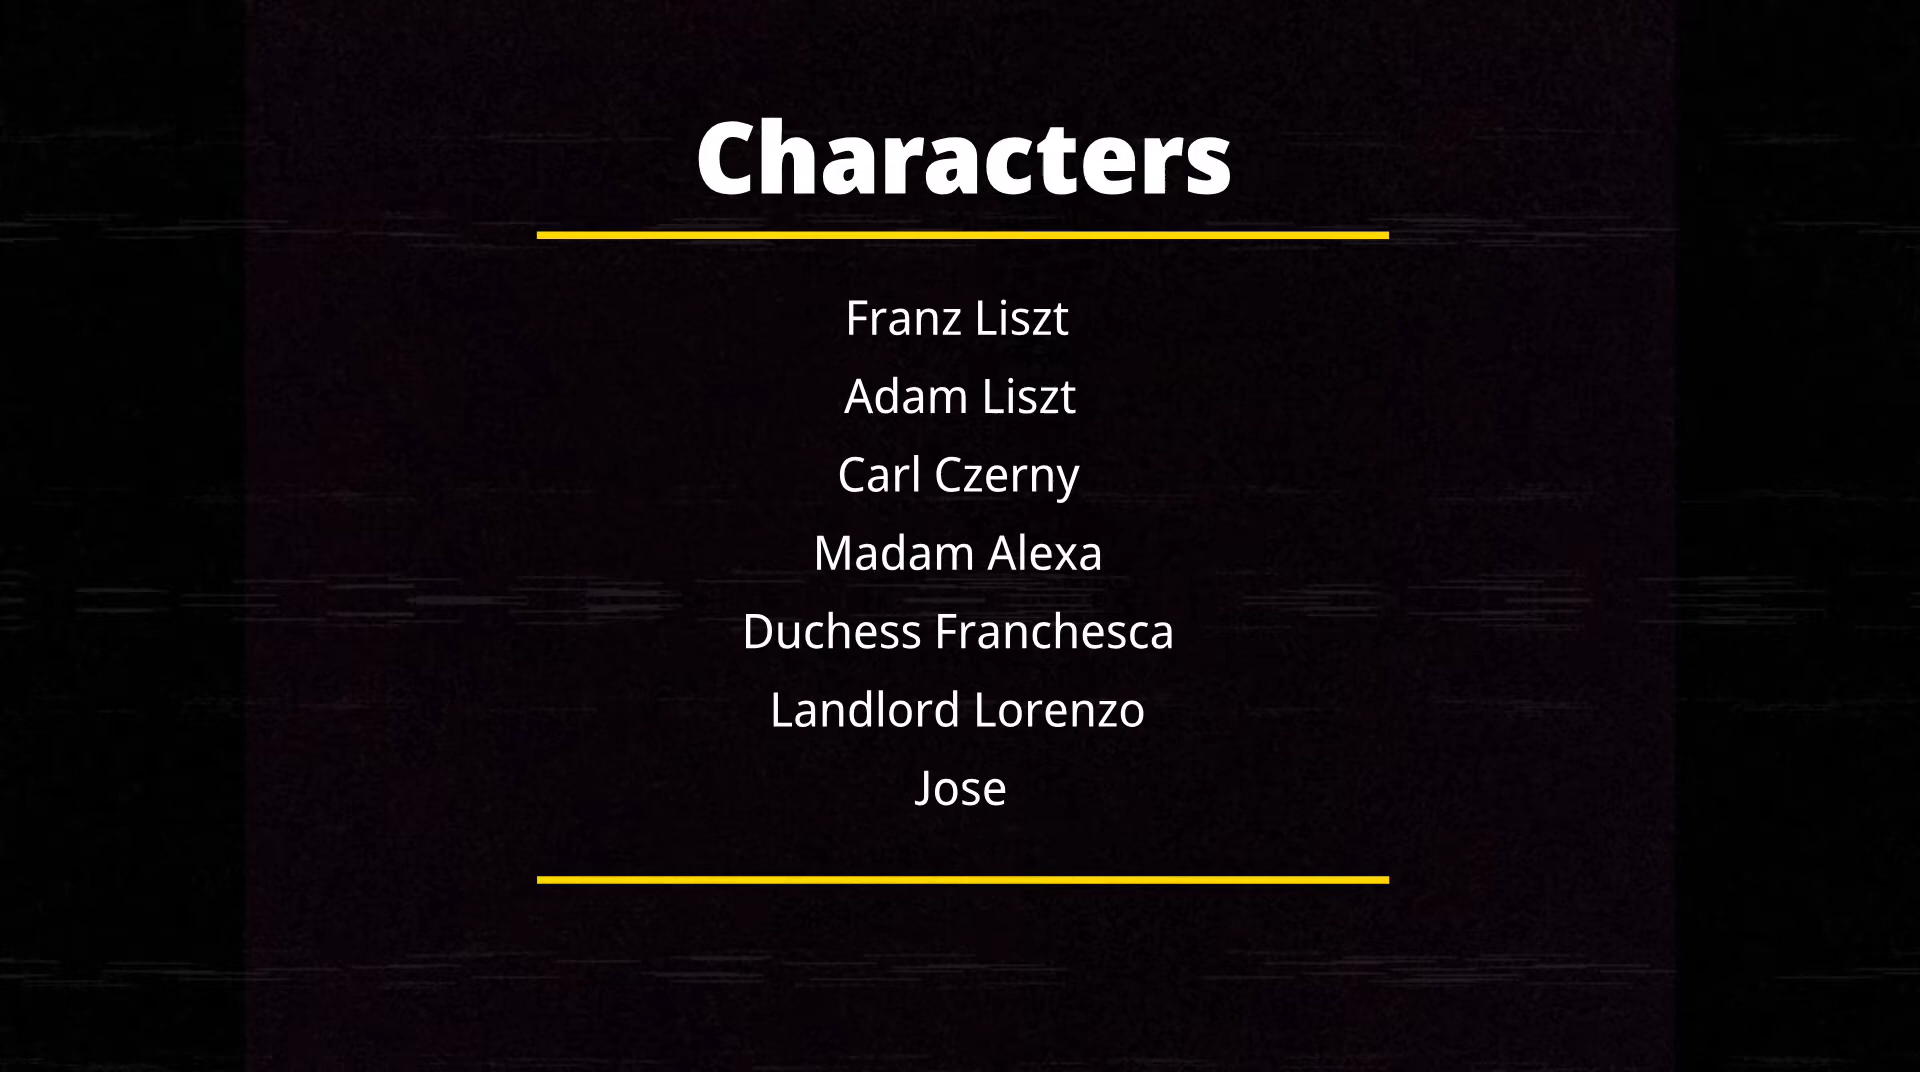 Characters
Franz Liszt
Adam Liszt
Carl Czerny
Madam Alexa
Duchess Franchesca
Landlord Lorenzo
Jose